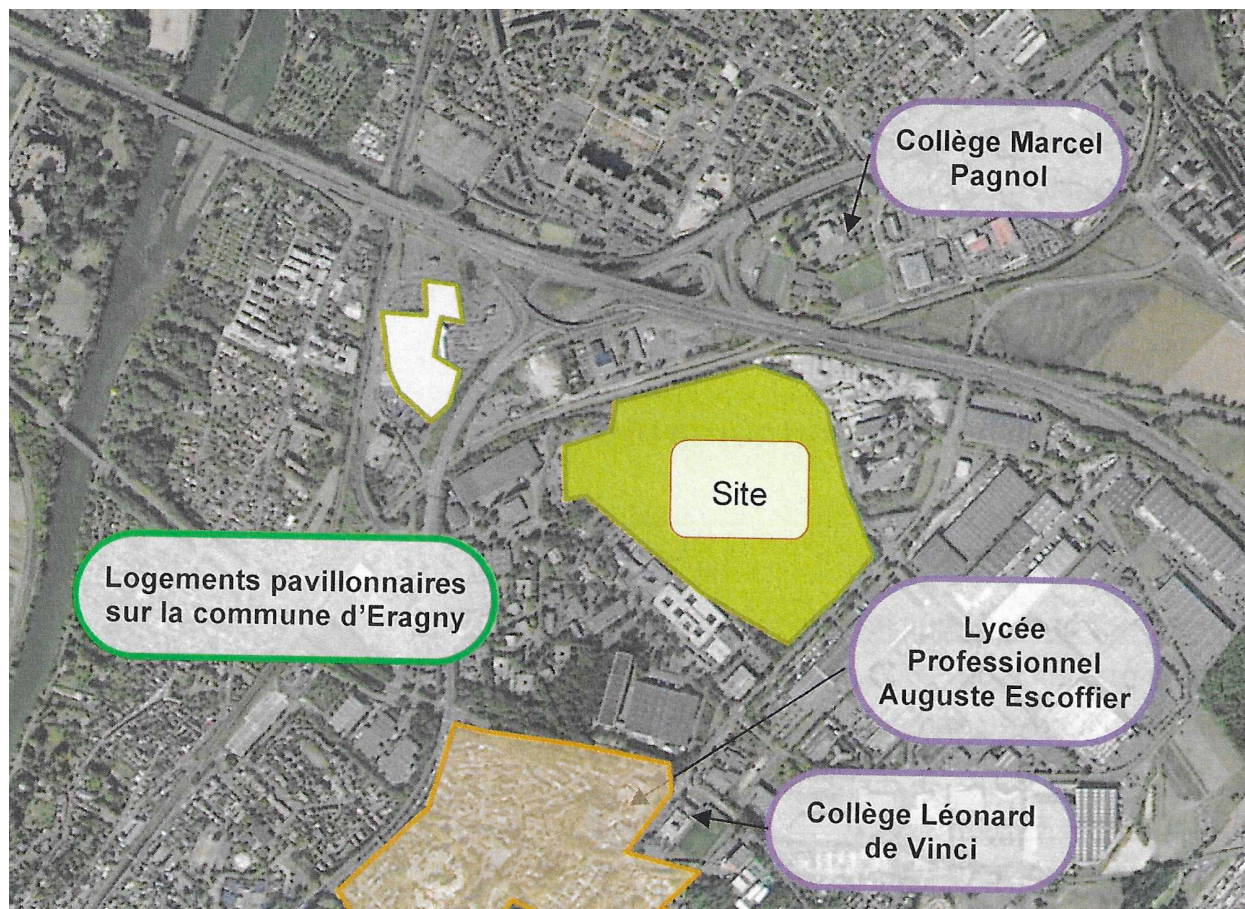 Collège Marcel
Pagnol
Site
Logements pavillonnaires
sur la commune d'Eragny
Lycée
Professionnel
Auguste Escoffier
Collège Léonard
de Vinci